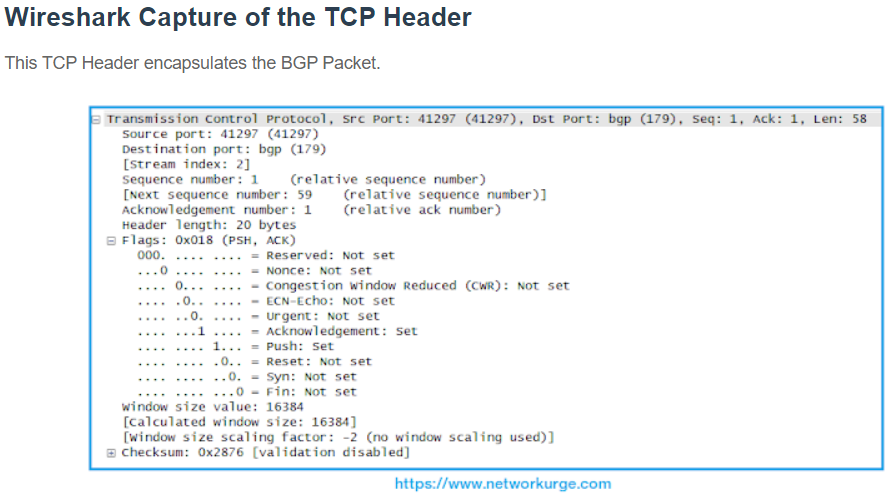 Wireshark Capture of the TCP Header
This TCP Header encapsulates the BGP Packet.
Transmission Control Protocol, Src Port: 41297 (41297), Dst Port: bgp (179), Seq: 1, Ack: 1, Len: 58
Source port: 41297 (41297)
Destination port: bgp (179)
[Stream index: 2]
Sequence number: 1    (relative sequence number)
[Next sequence number: 59    (relative sequence number)]
Acknowledgement number: 1    (relative ack number)
Header length: 20 bytes
Flags: 0x018 (PSH, ACK)
000. .... .... = Reserved: Not set
...0 .... .... = Nonce: Not set
.... 0... .... = Congestion Window Reduced (CWR): Not set
.... .0.. .... = ECN-Echo: Not set
.... ..0. .... = Urgent: Not set
.... ...1 .... = Acknowledgement: Set
.... .... 1... = Push: Set
.... .... .0.. = Reset: Not set
.... .... ..0. = Syn: Not set
.... .... ...0 = Fin: Not set
Window size value: 16384
[Calculated window size: 16384]
[Window size scaling factor: -2 (no window scaling used)]
Checksum: 0x2876 [validation disabled]
https://www.networkurge.com